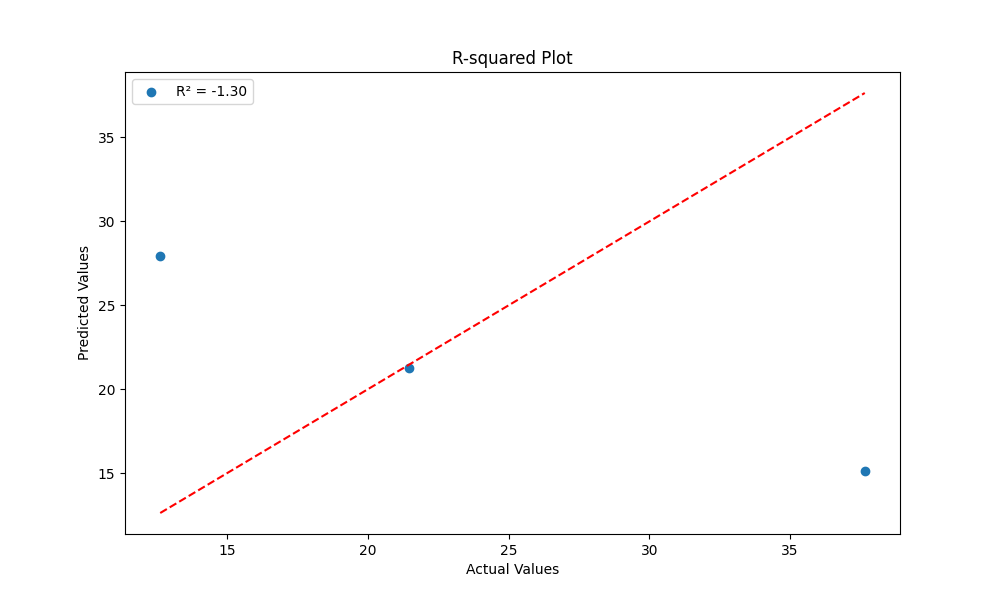 R-squared Plot
R² = -1.30
Predicted Values
35
30
25
20
15
15 20 25 30 35
Actual Values